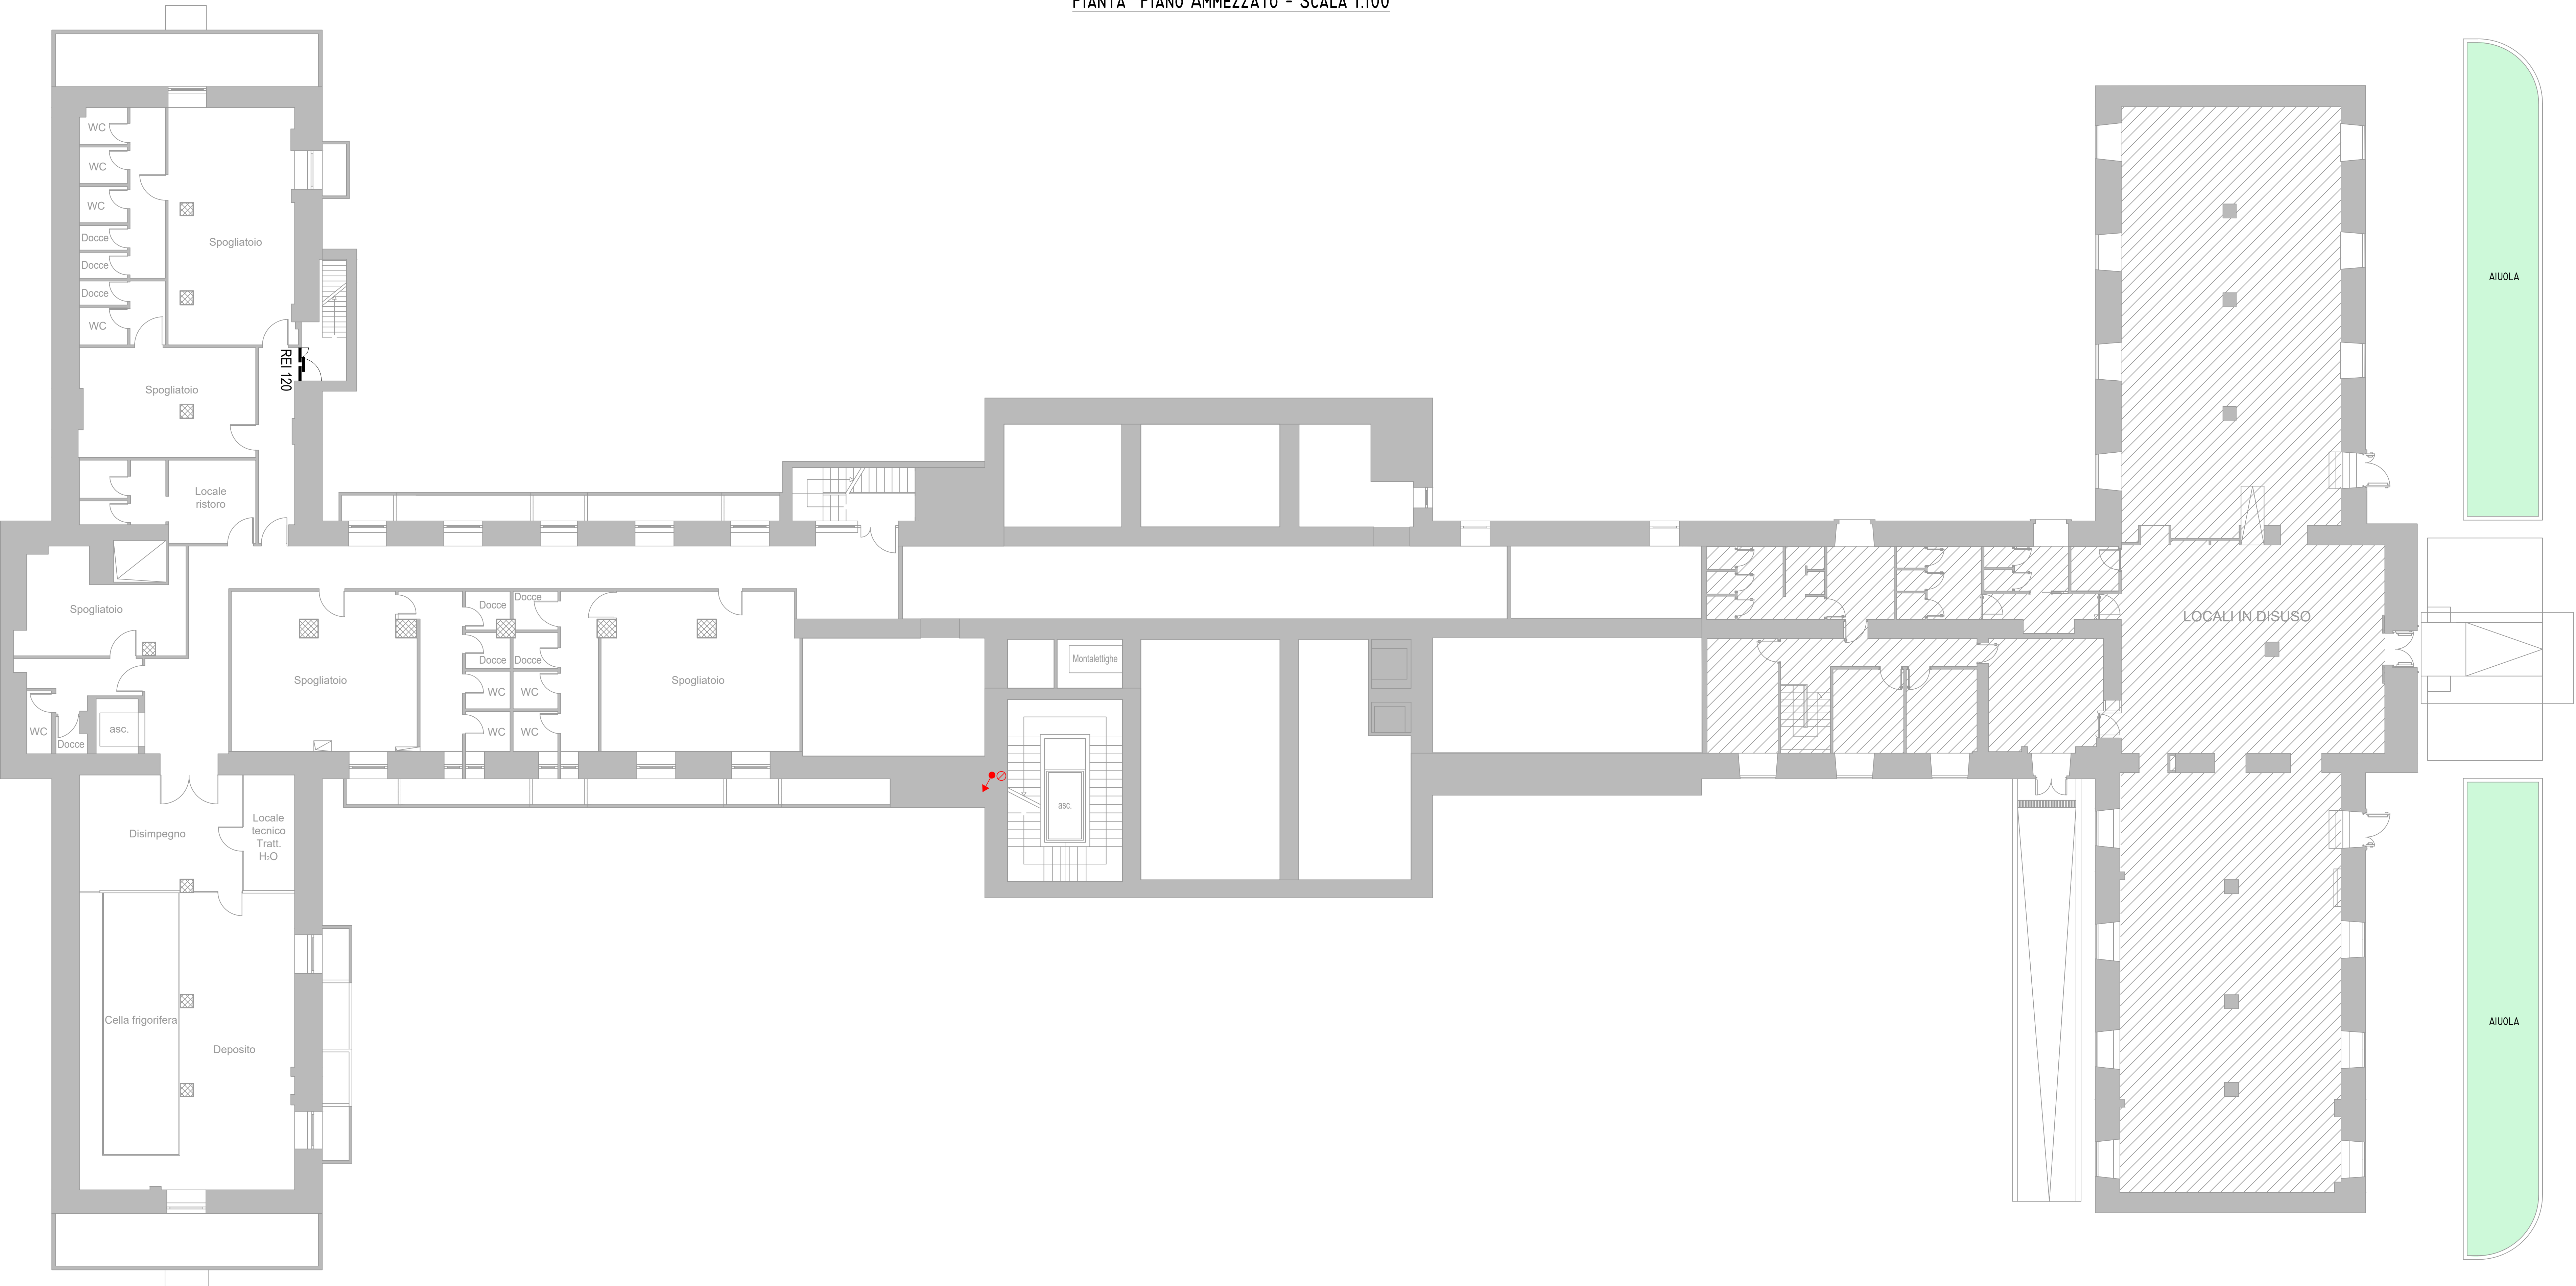 PIANTA PIANO AMMEZZATO - SCALA 1:100
WC
WC
WC
Docce
Docce
Docce
WC
Spogliatoio
REI 120
Spogliatoio
Locale
ristoro
Spogliatoio
WC
Docce
asc.
Spogliatoio
Docce
Docce
Docce
Docce
WC
WC
WC
WC
Spogliatoio
Montalettighe
asc.
Disimpegno
Locale
tecnico
Tratt.
H₂O
Cella frigorifera
Deposito
LOCALI IN DISUSO
AIUOLA
AIUOLA